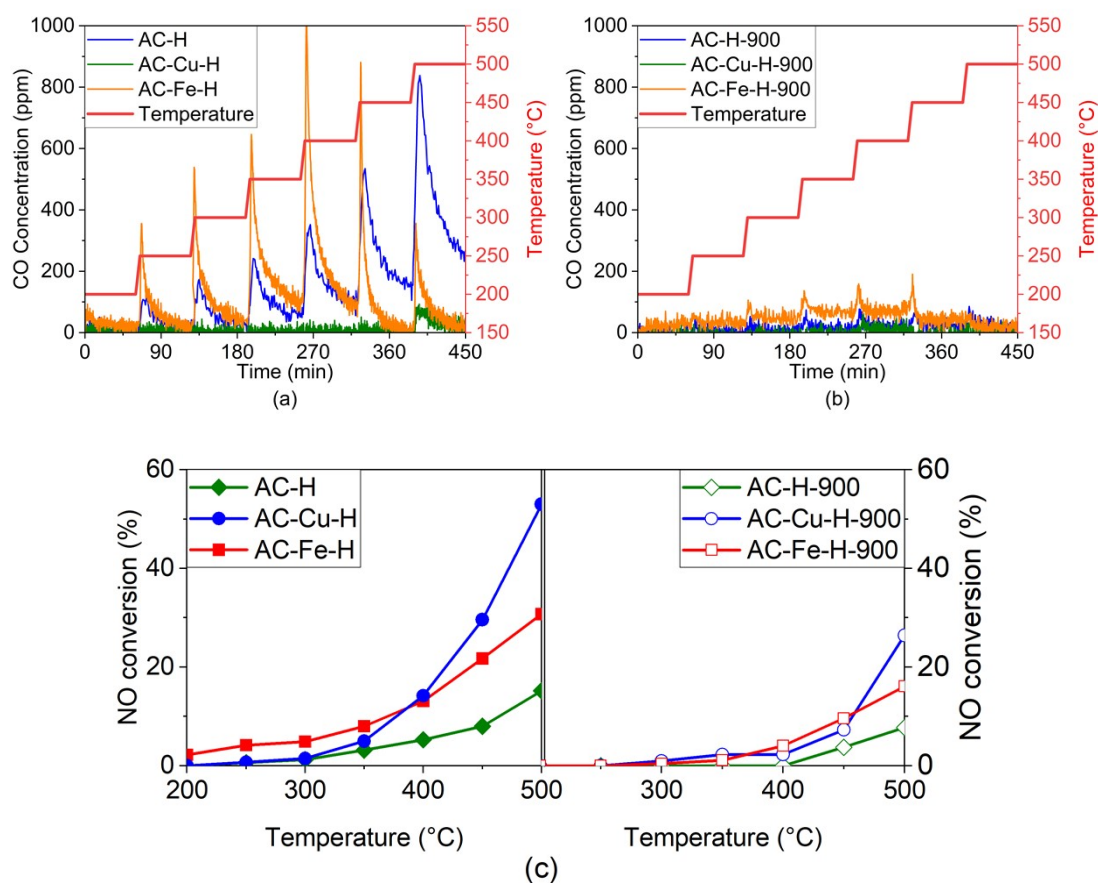 1000
800
600
400
200
0
CO Concentration (ppm)
AC-H
AC-Cu-H
AC-Fe-H
Temperature
550
500
450
400
350
300
250
200
150
Temperature (°C)
0 90 180 270 360 450
Time (min)
(a)
1000
800
600
400
200
0
CO Concentration (ppm)
AC-H-900
AC-Cu-H-900
AC-Fe-H-900
Temperature
550
500
450
400
350
300
250
200
150
Temperature (°C)
0 90 180 270 360 450
Time (min)
(b)
60
40
20
0
NO conversion (%)
AC-H
AC-Cu-H
AC-Fe-H
200 300 400 500
Temperature (°C)
AC-H-900
AC-Cu-H-900
AC-Fe-H-900
60
40
20
0
NO conversion (%)
300 400 500
Temperature (°C)
(c)